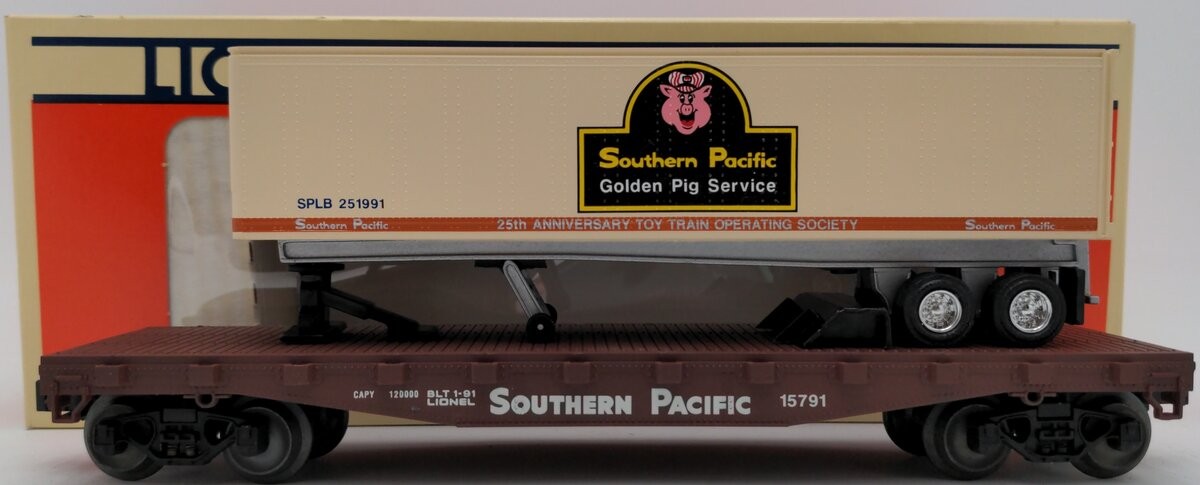 Southern Pacific
Golden Pig Service
SPLB 251991
Southern Pacific 25th ANNIVERSARY TOY TRAIN OPERATING SOCIETY Southern Pacific
CAPY 120000 BLT 1-91
LIONEL
SOUTHERN PACIFIC 15791